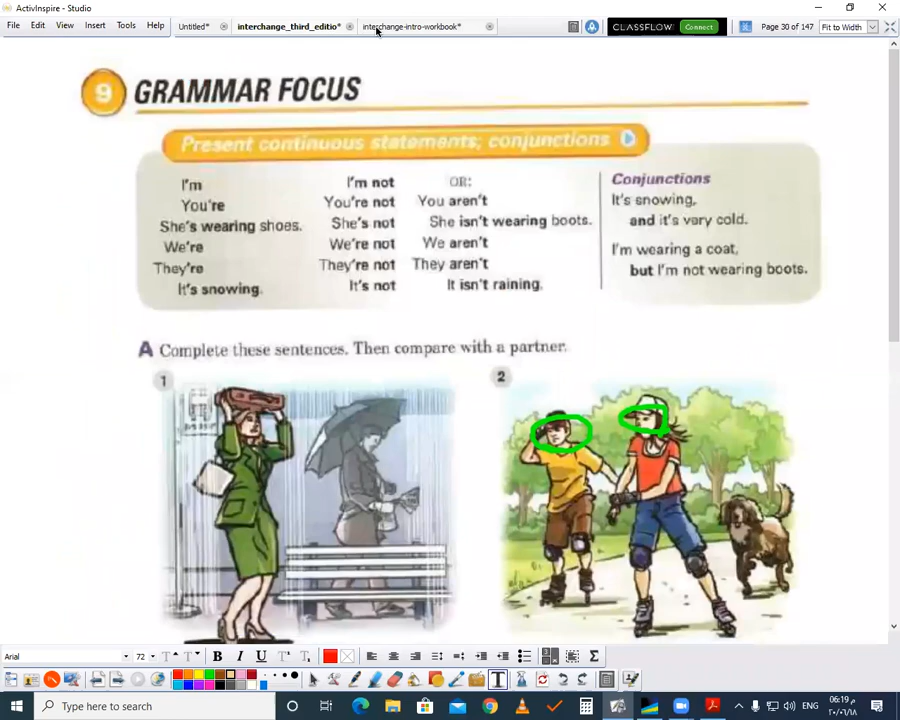 ActivInspire - Studio
File Edit View Insert Tools Help Untitled* interchange_third_editio* interchange-intro-workbook* CLASSFLOW Connect Page 30 of 147 Fit to Width
9 GRAMMAR FOCUS
Present continuous statements; conjunctions
I'm I'm not OR: Conjunctions
You're You're not You aren't It's snowing,
She's wearing shoes. She's not She isn't wearing boots. and it's very cold.
We're We're not We aren't I'm wearing a coat,
They're They're not They aren't but I'm not wearing boots.
It's snowing. It's not It isn't raining.
A Complete these sentences. Then compare with a partner.
1 2
Arial 72 B I U
T
Type here to search ENG 06:19 م